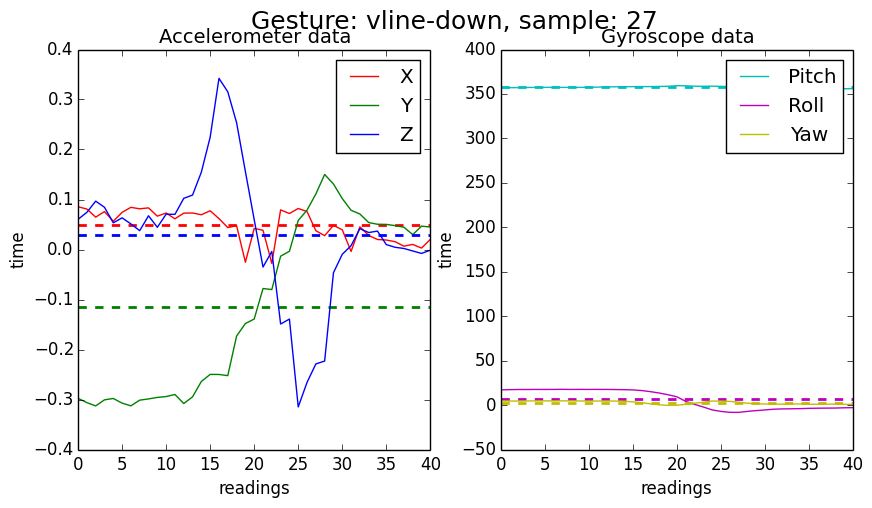 Gesture: vline-down, sample: 27
Accelerometer data
0.4
0.3
0.2
0.1
0.0
−0.1
−0.2
−0.3
−0.4
time
0 5 10 15 20 25 30 35 40
readings
X
Y
Z
Gyroscope data
400
350
300
250
200
150
100
50
0
−50
time
0 5 10 15 20 25 30 35 40
readings
Pitch
Roll
Yaw